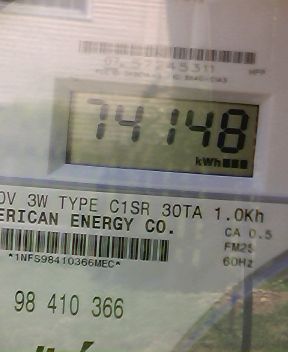 74148
kWh
0V 3W TYPE C1SR 30TA 1.0Kh
ERICAN ENERGY CO.
CA 0.5
FM2S
60Hz
*1NFS98410366MEC*
98 410 366